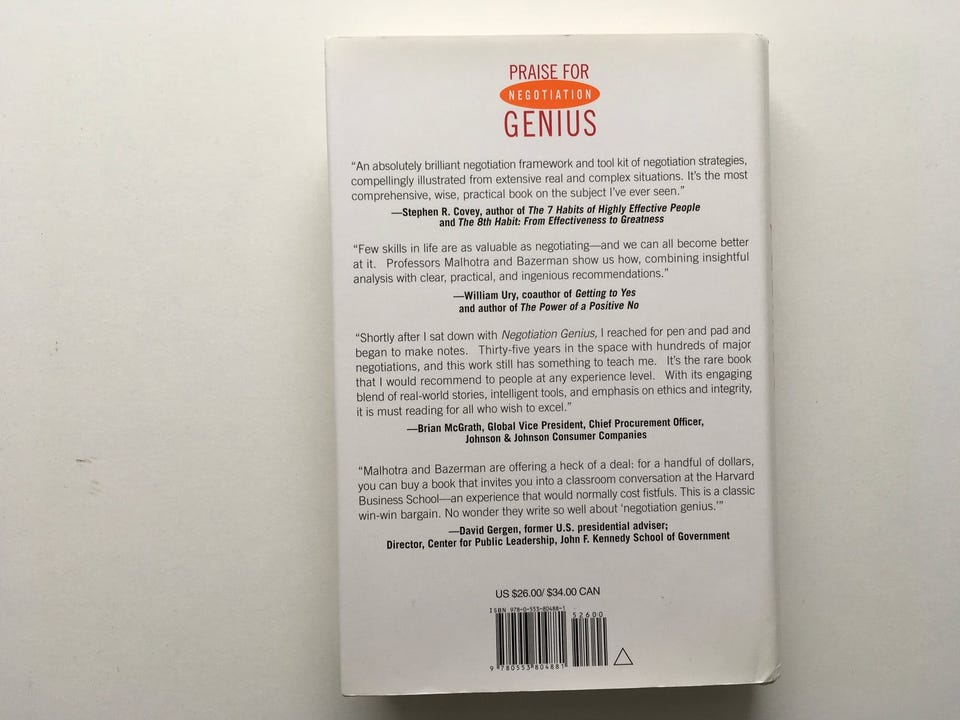 PRAISE FOR
NEGOTIATION
GENIUS
“An absolutely brilliant negotiation framework and tool kit of negotiation strategies,
compellingly illustrated from extensive real and complex situations. It’s the most
comprehensive, wise, practical book on the subject I’ve ever seen.”
—Stephen R. Covey, author of The 7 Habits of Highly Effective People
and The 8th Habit: From Effectiveness to Greatness
“Few skills in life are as valuable as negotiating—and we can all become better
at it. Professors Malhotra and Bazerman show us how, combining insightful
analysis with clear, practical, and ingenious recommendations.”
—William Ury, coauthor of Getting to Yes
and author of The Power of a Positive No
“Shortly after I sat down with Negotiation Genius, I reached for pen and pad and
began to make notes. Thirty-five years in the space with hundreds of major
negotiations, and this work still has something to teach me. It’s the rare book
that I would recommend to people at any experience level. With its engaging
blend of real-world stories, intelligent tools, and emphasis on ethics and integrity,
it is must reading for all who wish to excel.”
—Brian McGrath, Global Vice President, Chief Procurement Officer,
Johnson & Johnson Consumer Companies
“Malhotra and Bazerman are offering a heck of a deal: for a handful of dollars,
you can buy a book that invites you into a classroom conversation at the Harvard
Business School—an experience that would normally cost fistfuls. This is a classic
win-win bargain. No wonder they write so well about ‘negotiation genius.’”
—David Gergen, former U.S. presidential adviser;
Director, Center for Public Leadership, John F. Kennedy School of Government
US $26.00/ $34.00 CAN
ISBN 978-0-553-80488-1
52600
9 780553 804881